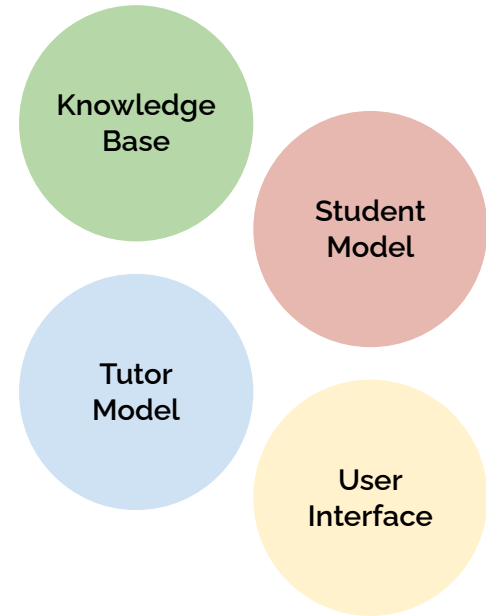 Knowledge
Base
Student
Model
Tutor
Model
User
Interface